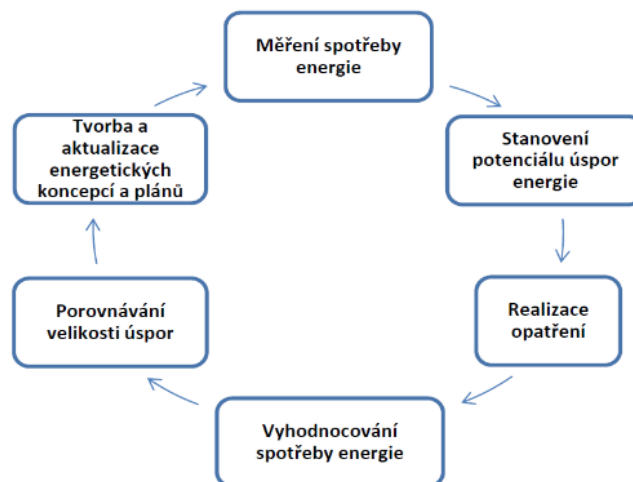 Měření spotřeby
energie
Stanovení
potenciálu úspor
energie
Realizace
opatření
Vyhodnocování
spotřeby energie
Porovnávání
velikosti úspor
Tvorba a
aktualizace
energetických
koncepcí a plánů